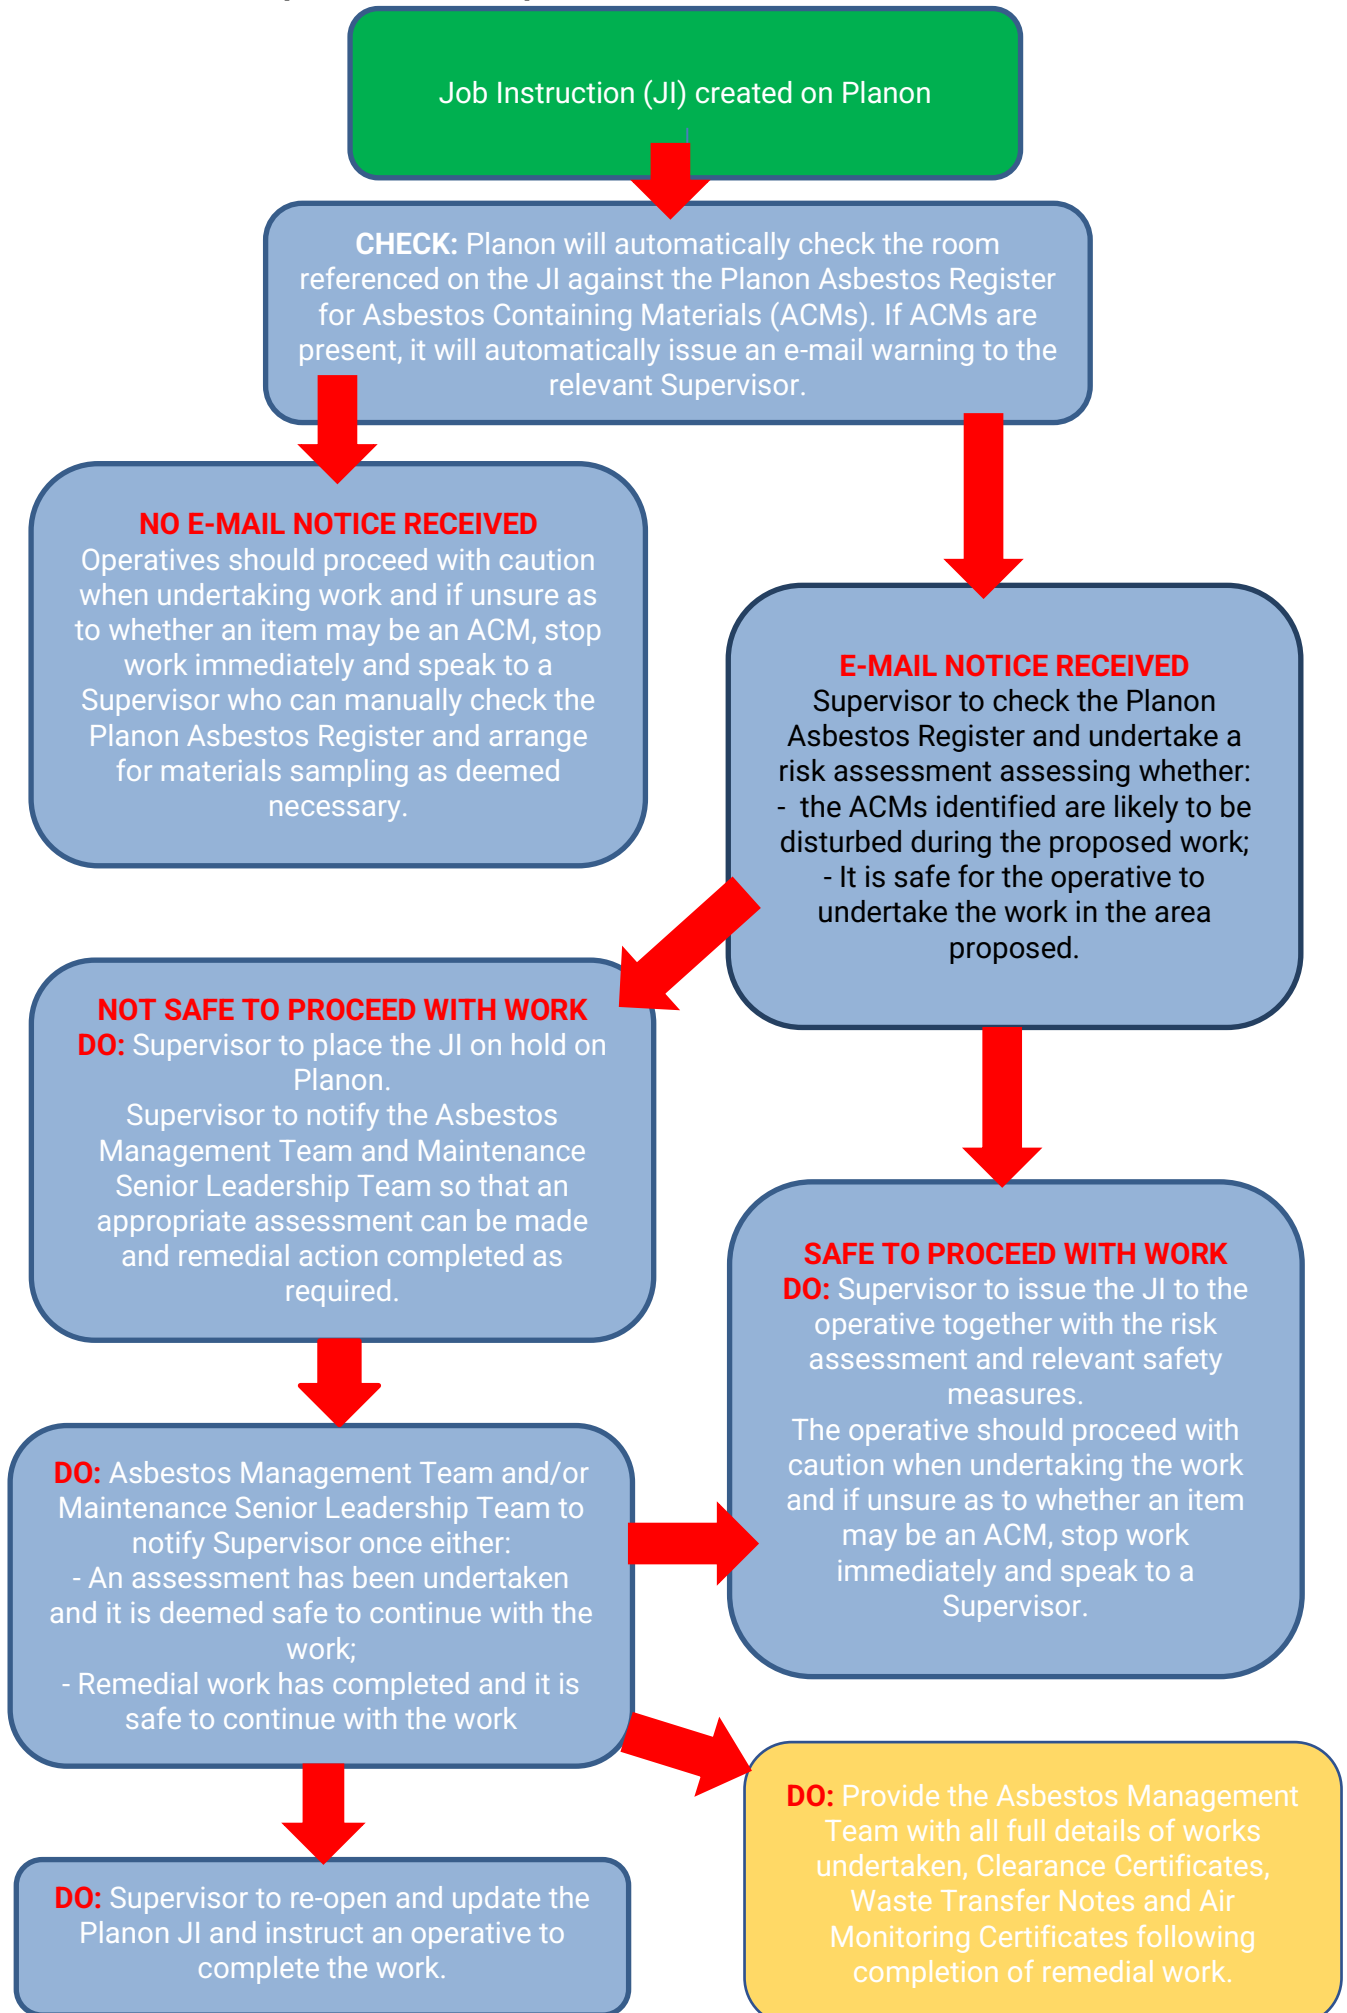 Job Instruction (JI) created on Planon
CHECK: Planon will automatically check the room
referenced on the JI against the Planon Asbestos Register
for Asbestos Containing Materials (ACMs). If ACMs are
present, it will automatically issue an e-mail warning to the
relevant Supervisor.
NO E-MAIL NOTICE RECEIVED
Operatives should proceed with caution
when undertaking work and if unsure as
to whether an item may be an ACM, stop
work immediately and speak to a
Supervisor who can manually check the
Planon Asbestos Register and arrange
for materials sampling as deemed
necessary.
E-MAIL NOTICE RECEIVED
Supervisor to check the Planon
Asbestos Register and undertake a
risk assessment assessing whether:
- the ACMs identified are likely to be
disturbed during the proposed work;
- It is safe for the operative to
undertake the work in the area
proposed.
NOT SAFE TO PROCEED WITH WORK
DO: Supervisor to place the JI on hold on
Planon.
Supervisor to notify the Asbestos
Management Team and Maintenance
Senior Leadership Team so that an
appropriate assessment can be made
and remedial action completed as
required.
SAFE TO PROCEED WITH WORK
DO: Supervisor to issue the JI to the
operative together with the risk
assessment and relevant safety
measures.
The operative should proceed with
caution when undertaking the work
and if unsure as to whether an item
may be an ACM, stop work
immediately and speak to a
Supervisor.
DO: Asbestos Management Team and/or
Maintenance Senior Leadership Team to
notify Supervisor once either:
- An assessment has been undertaken
and it is deemed safe to continue with the
work;
- Remedial work has completed and it is
safe to continue with the work
DO: Provide the Asbestos Management
Team with all full details of works
undertaken, Clearance Certificates,
Waste Transfer Notes and Air
Monitoring Certificates following
completion of remedial work.
DO: Supervisor to re-open and update the
Planon JI and instruct an operative to
complete the work.